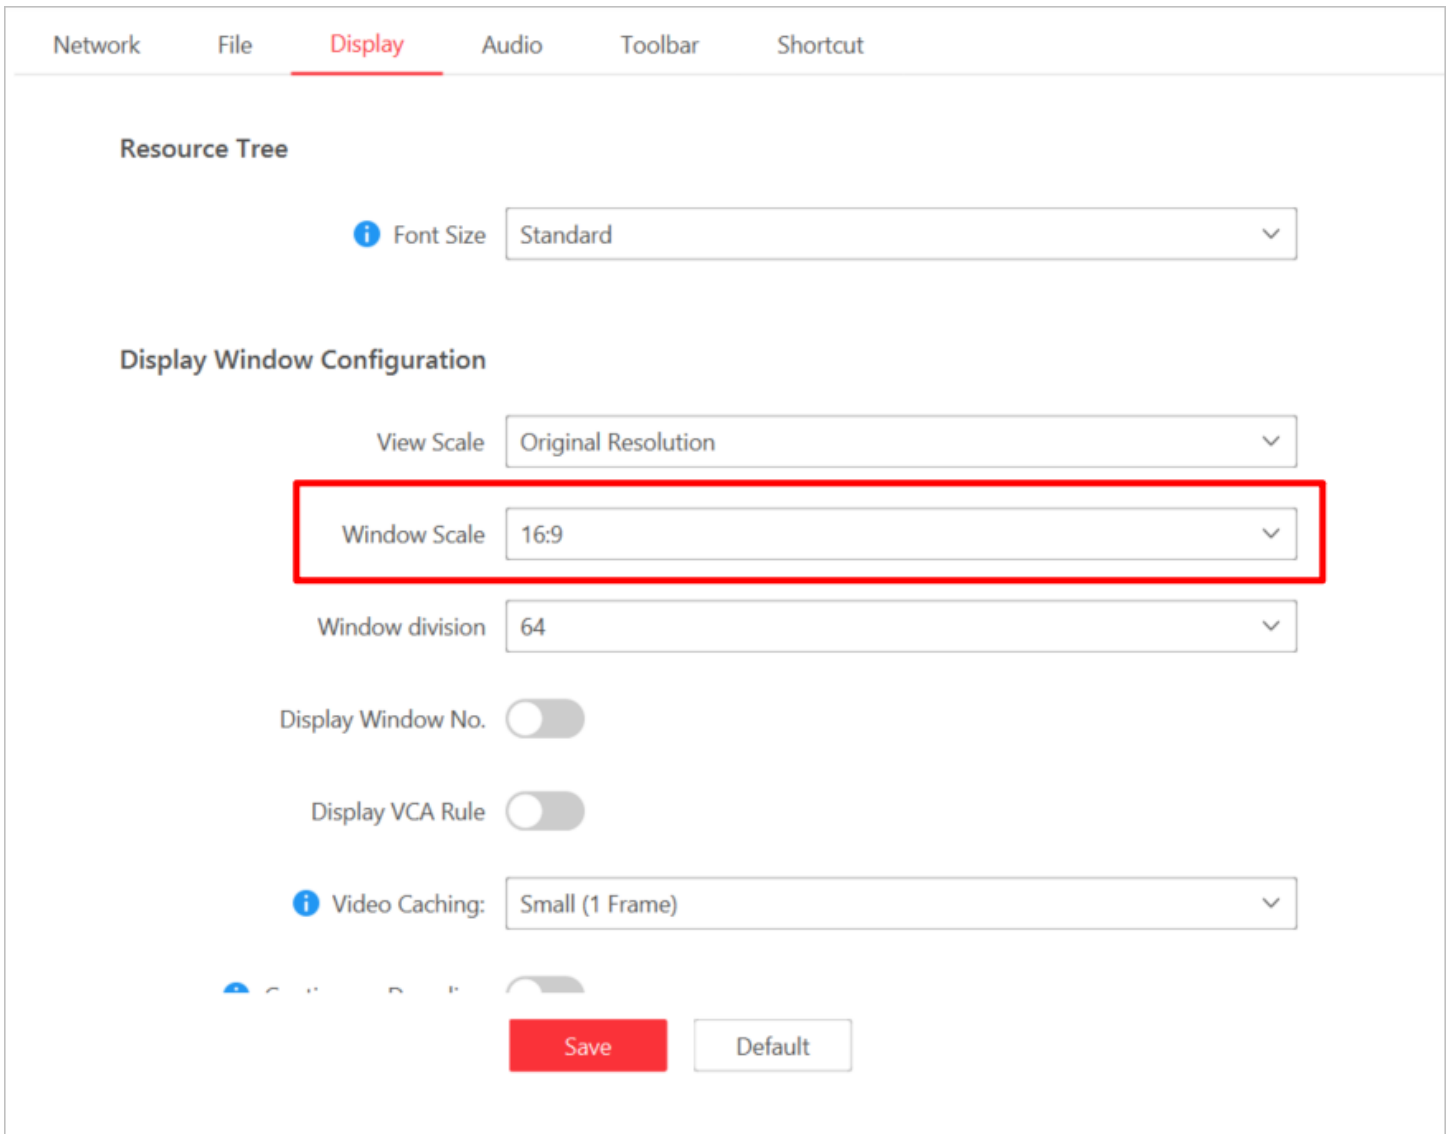 Network File Display Audio Toolbar Shortcut
Resource Tree
Font Size Standard
Display Window Configuration
View Scale Original Resolution
Window Scale 16:9
Window division 64
Display Window No.
Display VCA Rule
Video Caching: Small (1 Frame)
Save Default